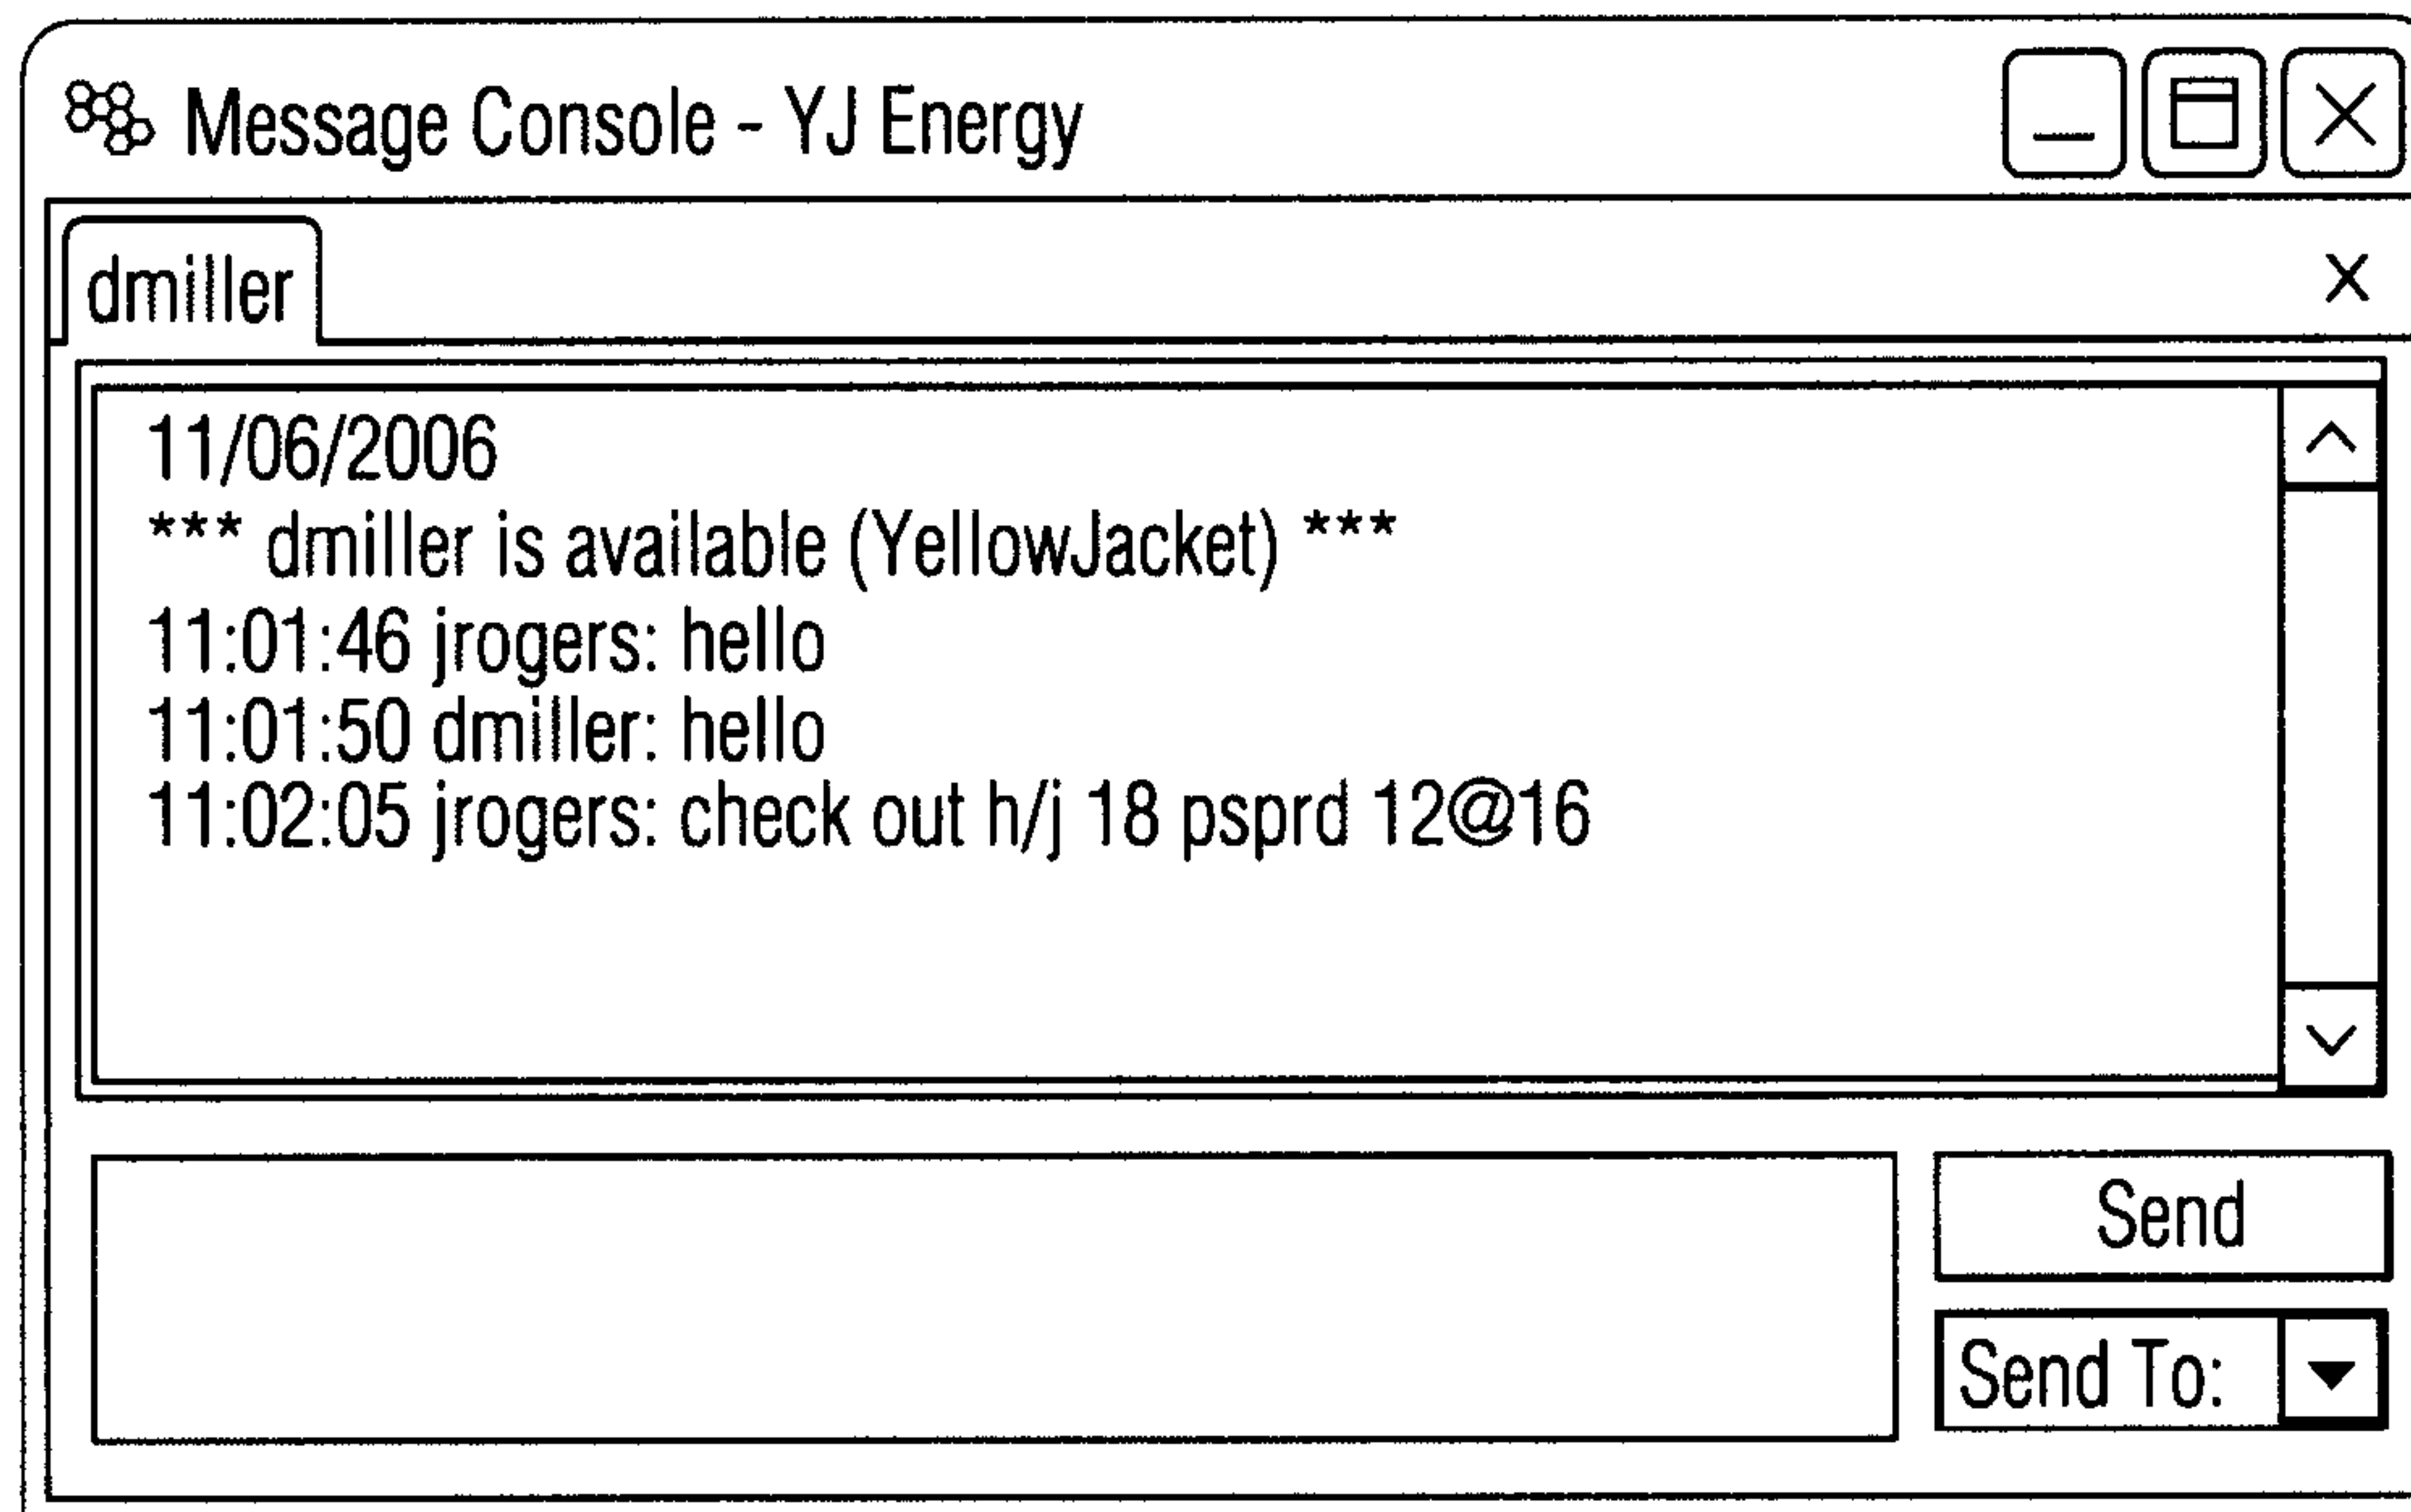 Message Console - YJ Energy
dmiller
X
11/06/2006
*** dmiller is available (YellowJacket) ***
11:01:46 jrogers: hello
11:01:50 dmiller: hello
11:02:05 jrogers: check out h/j 18 psprd 12@16
Send
Send To: